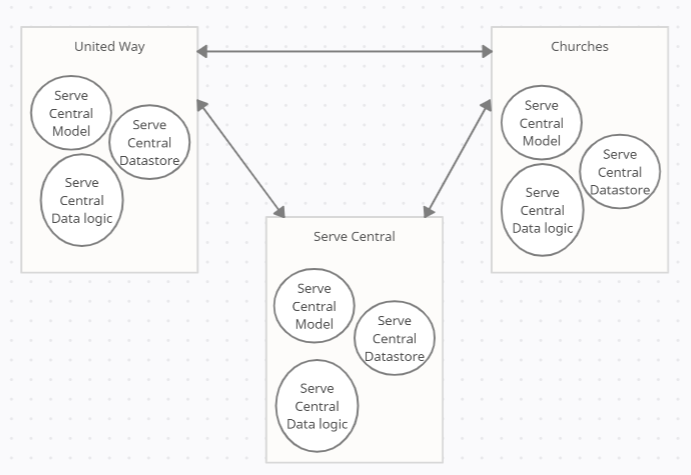 United Way
Serve
Central
Model
Serve
Central
Datastore
Serve
Central
Data logic
Churches
Serve
Central
Model
Serve
Central
Datastore
Serve
Central
Data logic
Serve Central
Serve
Central
Model
Serve
Central
Datastore
Serve
Central
Data logic